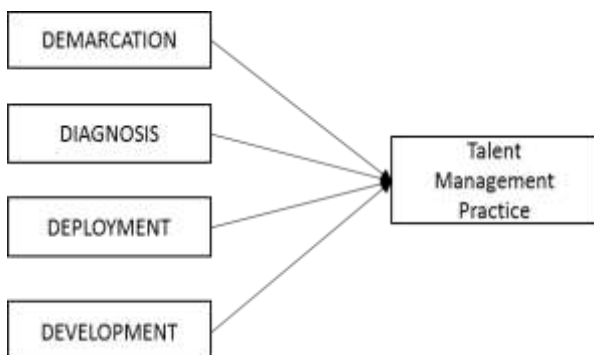 DEMARCATION
DIAGNOSIS
DEPLOYMENT
DEVELOPMENT
Talent
Management
Practice